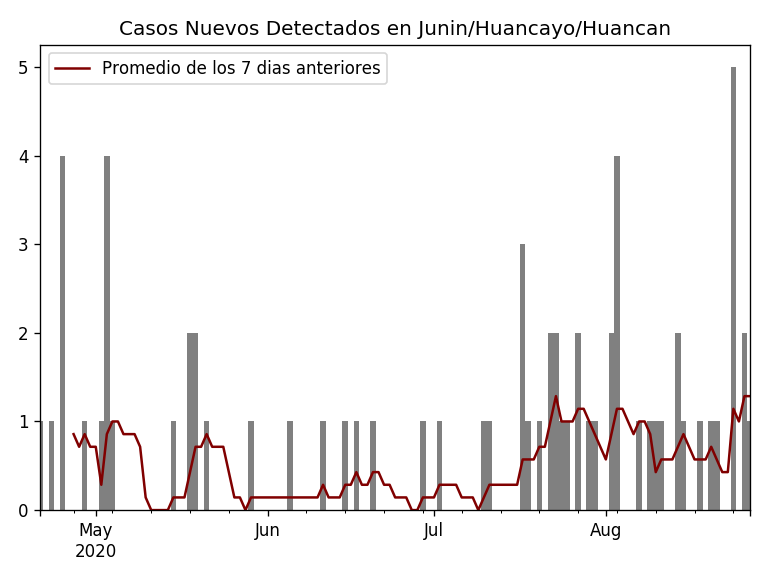 Casos Nuevos Detectados en Junin/Huancayo/Huancan
Promedio de los 7 dias anteriores
5
4
3
2
1
0
May
2020
Jun
Jul
Aug